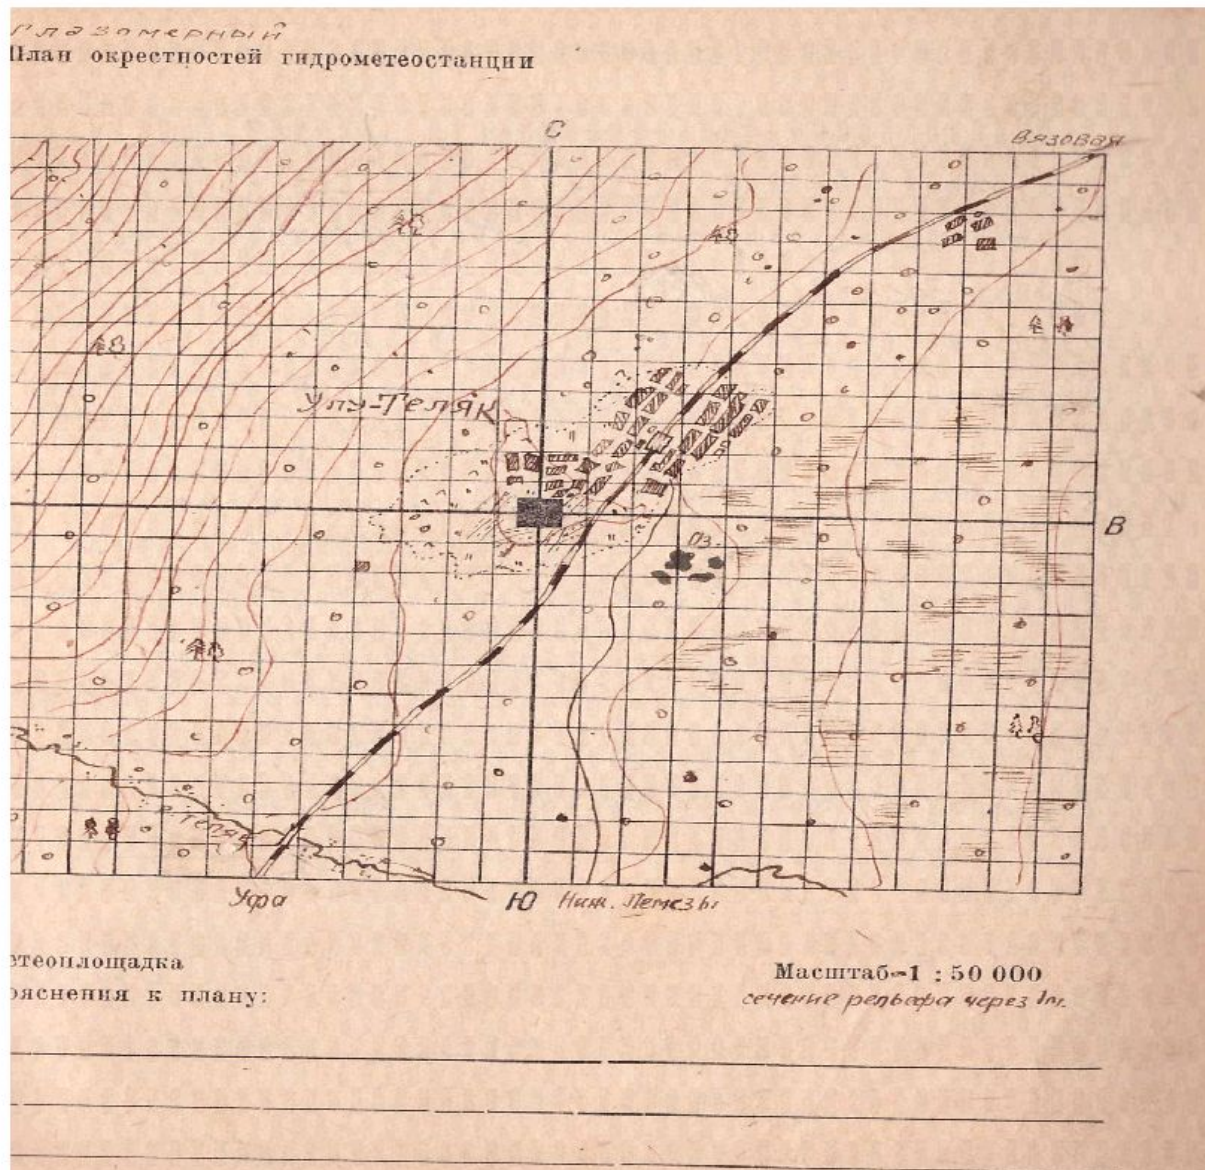 Глазомерный
План окрестностей гидрометеостанции
С
Вязовая
Улу-Теляк
В
оз.
р. Теляк
Уфа
Ю
Ниж. Лемезы
етеоплощадка
ояснения к плану:
Масштаб-1 : 50 000
сечение рельефа через 1м.